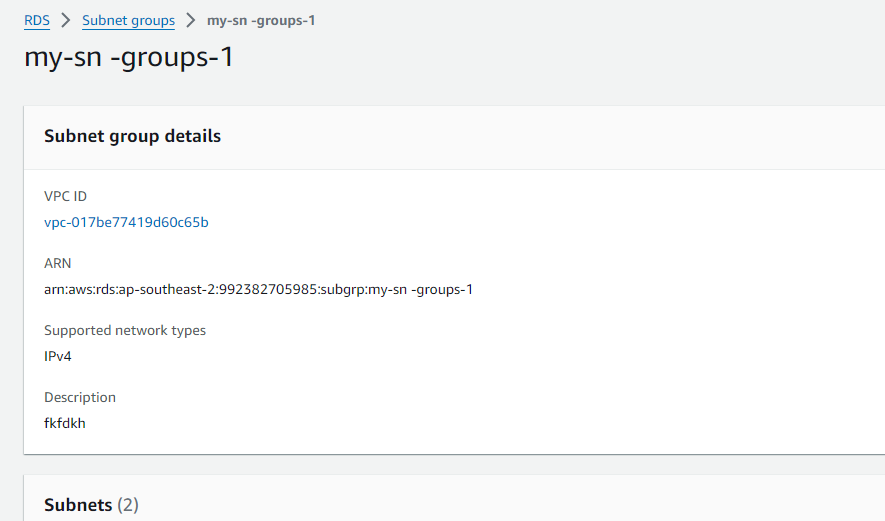 RDS > Subnet groups > my-sn -groups-1
my-sn -groups-1
Subnet group details
VPC ID
vpc-017be77419d60c65b
ARN
arn:aws:rds:ap-southeast-2:992382705985:subgrp:my-sn -groups-1
Supported network types
IPv4
Description
fkfdkh
Subnets (2)